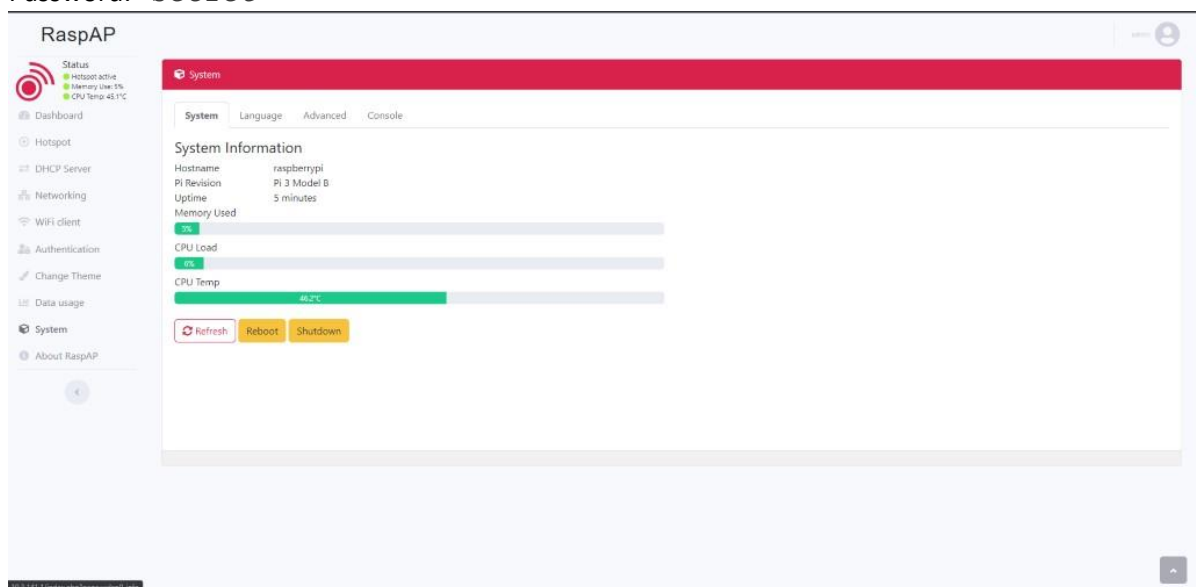 RaspAP
Status
Hotspot active
Memory Use: 5%
CPU Temp: 45.1°C
Dashboard
Hotspot
DHCP Server
Networking
WiFi client
Authentication
Change Theme
Data usage
System
About RaspAP
System
System Language Advanced Console
System Information
Hostname raspberrypi
Pi Revision Pi 3 Model B
Uptime 5 minutes
Memory Used
5%
CPU Load
6%
CPU Temp
46.2°C
Refresh Reboot Shutdown